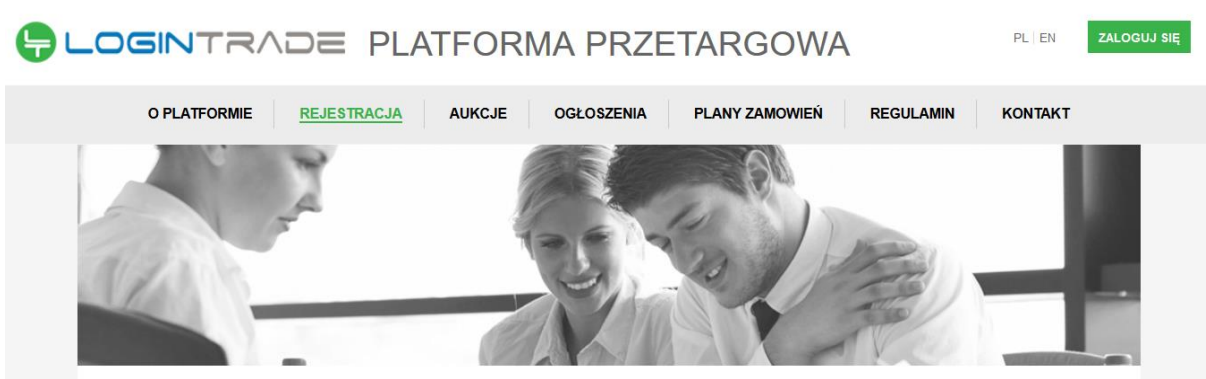 LOGINTRADE PLATFORMA PRZETARGOWA PL | EN ZALOGUJ SIĘ
O PLATFORMIE REJESTRACJA AUKCJE OGŁOSZENIA PLANY ZAMOWIEŃ REGULAMIN KONTAKT